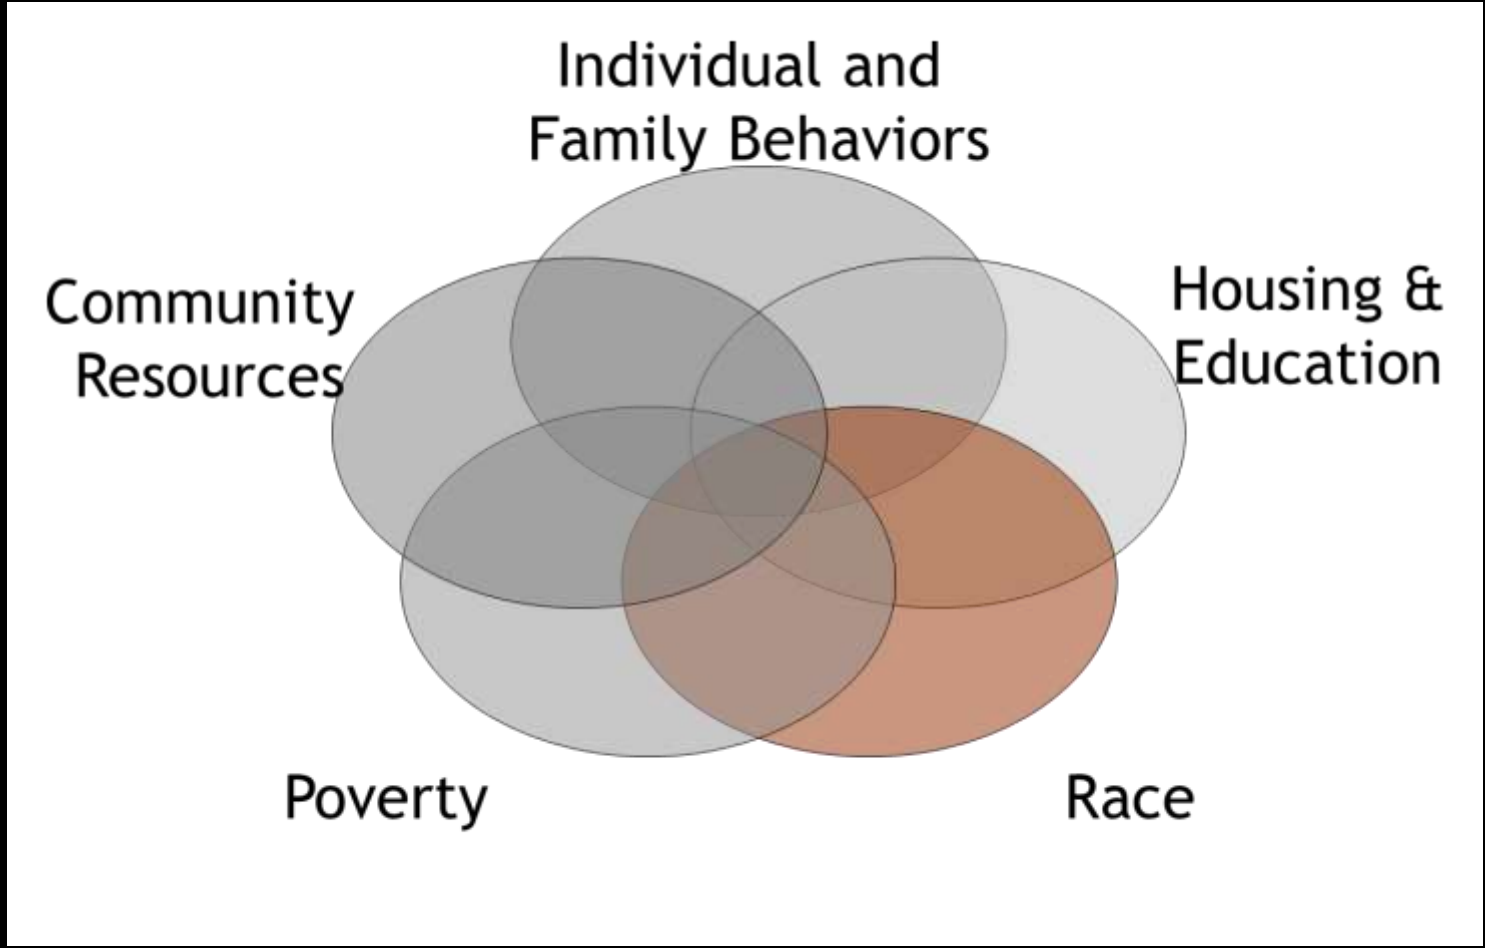 Individual and
Family Behaviors
Community
Resources
Housing &
Education
Poverty
Race